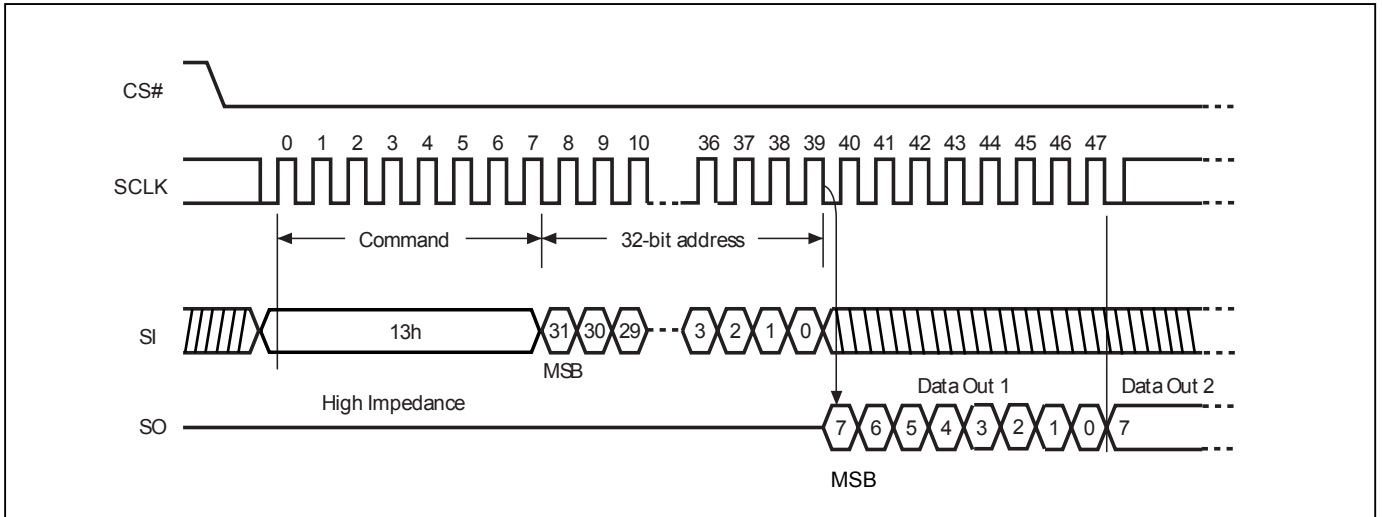 CS#
0 1 2 3 4 5 6 7 8 9 10 36 37 38 39 40 41 42 43 44 45 46 47
SCLK
Command 32-bit address
SI 13h 31 30 29 3 2 1 0
MSB
Data Out 1 Data Out 2
High Impedance
SO 7 6 5 4 3 2 1 0 7
MSB